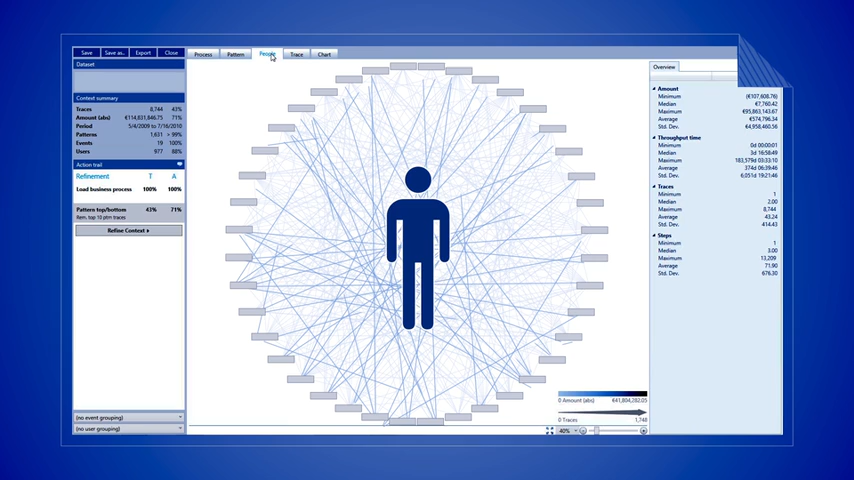 Save Save as.. Export Close
Process Pattern People Trace Chart
Dataset
Context summary
Traces 8,744 43%
Amount (abs) €114,831,846.75 71%
Period 5/4/2009 to 7/16/2010
Patterns 1,631 > 99%
Events 19 100%
Users 977 88%
Action trail
Refinement T A
Load business process 100% 100%
Pattern top/bottom 43% 71%
Rem. top 10 ptrn traces
Refine Context
(no event grouping)
(no user grouping)
0 Amount (abs) €41,804,282.05
0 Traces 1,748
40%
Overview
Amount
Minimum (€107,608.76)
Median €7,760.42
Maximum €95,863,143.67
Average €574,796.34
Std. Dev. €4,958,460.56
Throughput time
Minimum 0d 00:00:01
Median 3d 16:58:49
Maximum 183,579d 03:33:10
Average 374d 06:39:46
Std. Dev. 6,051d 19:21:46
Traces
Minimum 1
Median 2.00
Maximum 8,744
Average 43.24
Std. Dev. 414.43
Steps
Minimum 1
Median 3.00
Maximum 13,209
Average 71.90
Std. Dev. 676.30